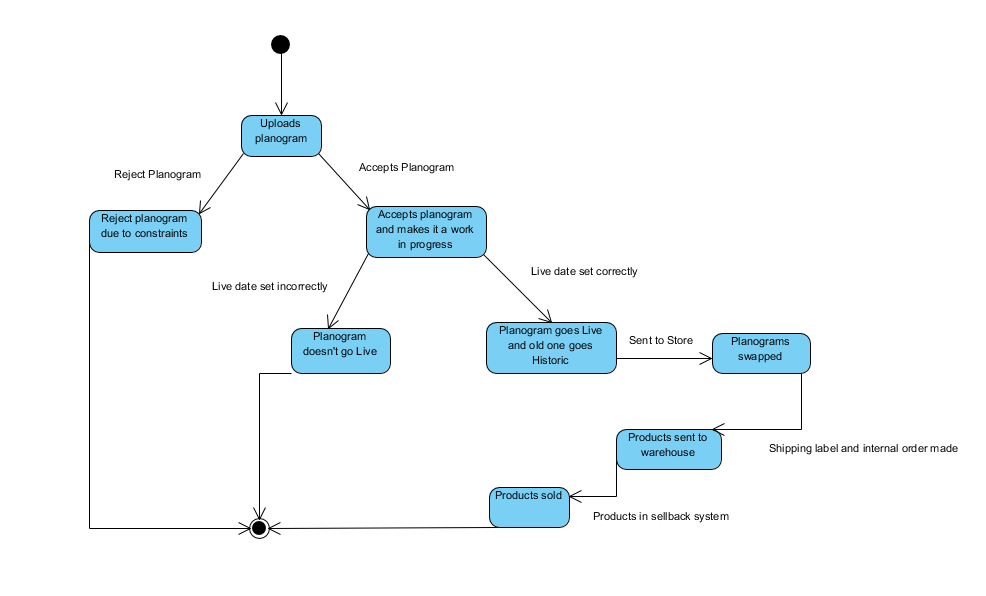 Uploads
planogram
Reject Planogram
Accepts Planogram
Reject planogram
due to constraints
Accepts planogram
and makes it a work
in progress
Live date set incorrectly
Live date set correctly
Planogram
doesn't go Live
Planogram goes Live
and old one goes
Historic
Sent to Store
Planograms
swapped
Products sent to
warehouse
Shipping label and internal order made
Products sold
Products in sellback system